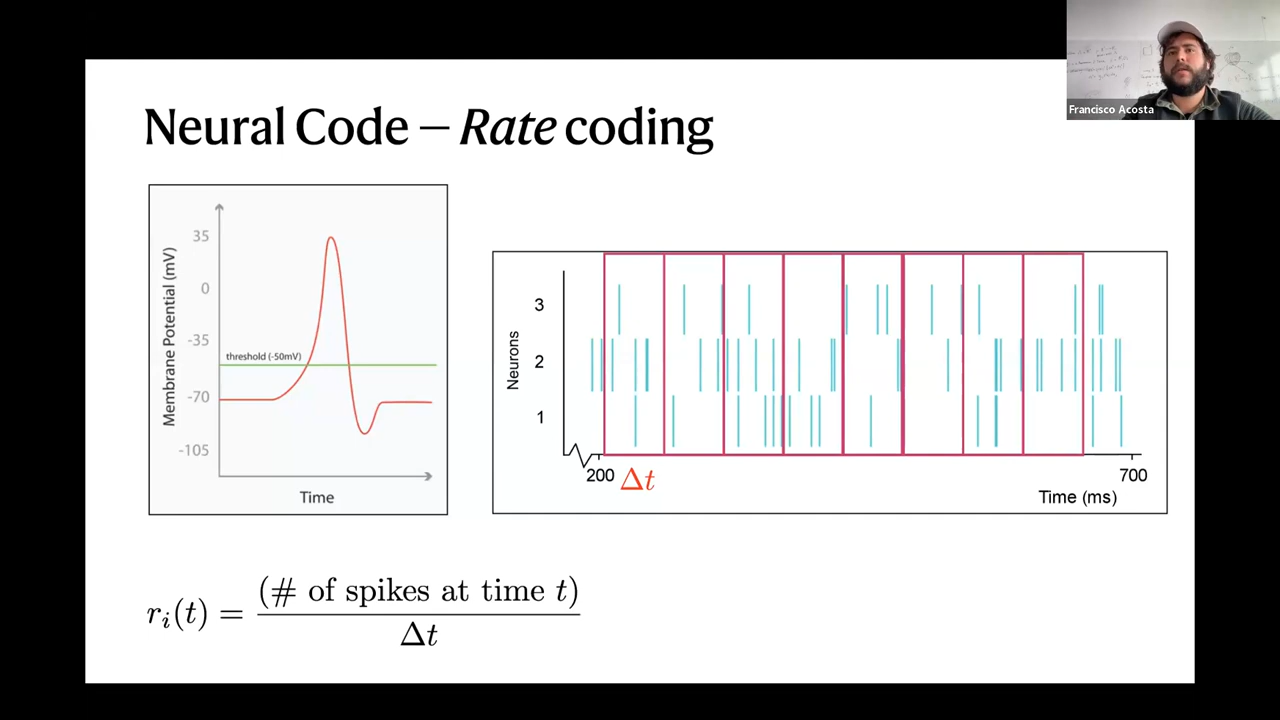 Francisco Acosta
Neural Code – Rate coding
Membrane Potential (mV)
35
0
-35
threshold (-50mV)
-70
-105
Time
Neurons
3
2
1
200
Δt
700
Time (ms)
r_i(t) = (# of spikes at time t) / Δt